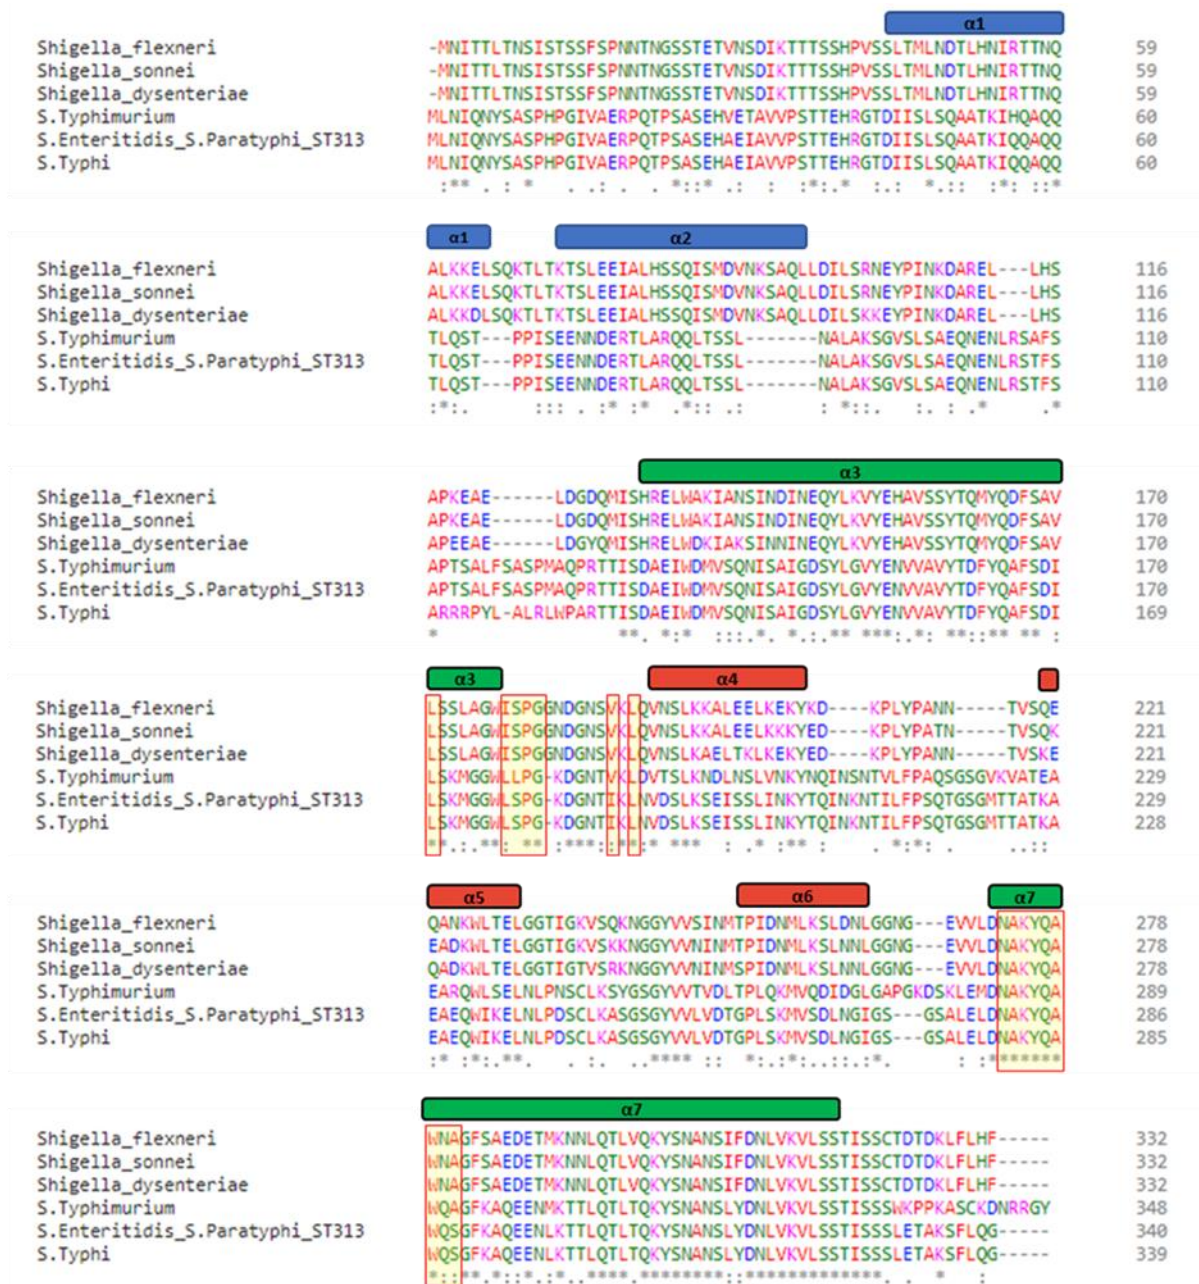 α1
Shigella_flexneri -MNITTLTNSISTSSFSPNNTNGSSTETVNSDIKTTTSSHPVSSLTMLNDTLHNIRTTNQ 59
Shigella_sonnei -MNITTLTNSISTSSFSPNNTNGSSTETVNSDIKTTTSSHPVSSLTMLNDTLHNIRTTNQ 59
Shigella_dysenteriae -MNITTLTNSISTSSFSPNNTNGSSTETVNSDIKTTTSSHPVSSLTMLNDTLHNIRTTNQ 59
S.Typhimurium MLNIQNYSASPHPGIVAERPQTPSASEHVETAVVPSTTEHRGTDIISLSQAATKIHQAQQ 60
S.Enteritidis_S.Paratyphi_ST313 MLNIQNYSASPHPGIVAERPQTPSASEHAEIAVVPSTTEHRGTDIISLSQAATKIQQAQQ 60
S.Typhi MLNIQNYSASPHPGIVAERPQTPSASEHAEIAVVPSTTEHRGTDIISLSQAATKIQQAQQ 60
α1 α2
Shigella_flexneri ALKKELSQKTLTKTSLEEIALHSSQISMDVNKSAQLLDILSRNEYPINKDAREL---LHS 116
Shigella_sonnei ALKKELSQKTLTKTSLEEIALHSSQISMDVNKSAQLLDILSRNEYPINKDAREL---LHS 116
Shigella_dysenteriae ALKKDLSQKTLTKTSLEEIALHSSQISMDVNKSAQLLDILSKKEYPINKDAREL---LHS 116
S.Typhimurium TLQST---PPISEENNDERTLARQQLTSSL-------NALAKSGVSLSAEQNENLRSAFS 110
S.Enteritidis_S.Paratyphi_ST313 TLQST---PPISEENNDERTLARQQLTSSL-------NALAKSGVSLSAEQNENLRSTFS 110
S.Typhi TLQST---PPISEENNDERTLARQQLTSSL-------NALAKSGVSLSAEQNENLRSTFS 110
α3
Shigella_flexneri APKEAE------LDGDQMISHRELWAKIANSINDINEQYLKVYEHAVSSYTQMYQDFSAV 170
Shigella_sonnei APKEAE------LDGDQMISHRELWAKIANSINDINEQYLKVYEHAVSSYTQMYQDFSAV 170
Shigella_dysenteriae APEEAE------LDGYQMISHRELWDKIAKSINNINEQYLKVYEHAVSSYTQMYQDFSAV 170
S.Typhimurium APTSALFSASPMAQPRTTISDAEIWDMVSQNISAIGDSYLGVYENVVAVYTDFYQAFSDI 170
S.Enteritidis_S.Paratyphi_ST313 APTSALFSASPMAQPRTTISDAEIWDMVSQNISAIGDSYLGVYENVVAVYTDFYQAFSDI 170
S.Typhi ARRRPYL-ALRLWPARTTISDAEIWDMVSQNISAIGDSYLGVYENVVAVYTDFYQAFSDI 169
α3 α4
Shigella_flexneri LSSLAGWISPGGNDGNSVKLQVNSLKKALEELKEKYKD----KPLYPANN-----TVSQE 221
Shigella_sonnei LSSLAGWISPGGNDGNSVKLQVNSLKKALEELKKKYED----KPLYPATN-----TVSQK 221
Shigella_dysenteriae LSSLAGWISPGGNDGNSVKLQVNSLKAELTKLKEKYED----KPLYPANN-----TVSKE 221
S.Typhimurium LSKMGGWLLPG-KDGNTVKLDVTSLKNDLNSLVNKYNQINSNTVLFPAQSGSGVKVATEA 229
S.Enteritidis_S.Paratyphi_ST313 LSKMGGWLSPG-KDGNTIKLNVDSLKSEISSLINKYTQINKNTILFPSQTGSGMTTATKA 229
S.Typhi LSKMGGWLSPG-KDGNTIKLNVDSLKSEISSLINKYTQINKNTILFPSQTGSGMTTATKA 228
α5 α6 α7
Shigella_flexneri QANKWLTELGGTIGKVSQKNGGYVVSINMTPIDNMLKSLDNLGGNG---EVVLDNAKYQA 278
Shigella_sonnei EADKWLTELGGTIGKVSKKNGGYVVNINMTPIDNMLKSLNNLGGNG---EVVLDNAKYQA 278
Shigella_dysenteriae QADKWLTELGGTIGTVSRKNGGYVVNINMSPIDNMLKSLNNLGGNG---EVVLDNAKYQA 278
S.Typhimurium EARQWLSELNLPNSCLKSYGSGYVVTVDLTPLQKMVQDIDGLGAPGKDSKLEMDNAKYQA 289
S.Enteritidis_S.Paratyphi_ST313 EAEQWIKELNLPDSCLKASGSGYVVLVDTGPLSKMVSDLNGIGS---GSALELDNAKYQA 286
S.Typhi EAEQWIKELNLPDSCLKASGSGYVVLVDTGPLSKMVSDLNGIGS---GSALELDNAKYQA 285
α7
Shigella_flexneri WNAGFSAEDETMKNNLQTLVQKYSNANSIFDNLVKVLSSTISSCTDTDKLFLHF----- 332
Shigella_sonnei WNAGFSAEDETMKNNLQTLVQKYSNANSIFDNLVKVLSSTISSCTDTDKLFLHF----- 332
Shigella_dysenteriae WNAGFSAEDETMKNNLQTLVQKYSNANSIFDNLVKVLSSTISSCTDTDKLFLHF----- 332
S.Typhimurium WQAGFKAQEENMKTTLQTLTQKYSNANSLYDNLVKVLSSTISSSWKPPKASCKDNRRGY 348
S.Enteritidis_S.Paratyphi_ST313 WQSGFKAQEENLKTTLQTLTQKYSNANSLYDNLVKVLSSTISSSLETAKSFLQG----- 340
S.Typhi WQSGFKAQEENLKTTLQTLTQKYSNANSLYDNLVKVLSSTISSSLETAKSFLQG----- 339